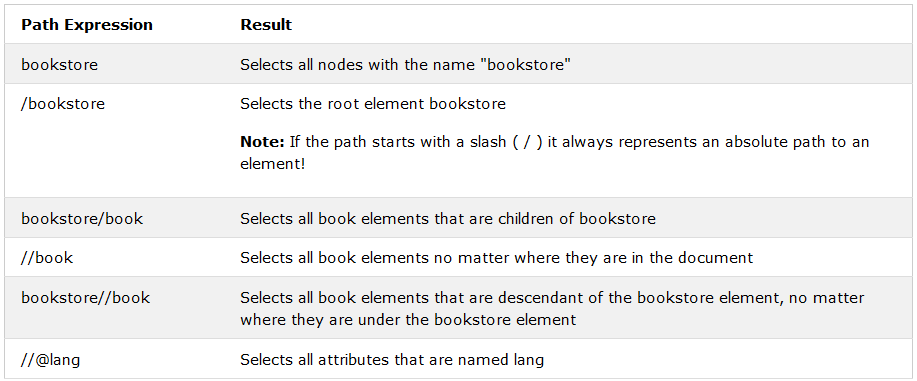 Path Expression Result
bookstore Selects all nodes with the name "bookstore"
/bookstore Selects the root element bookstore
Note: If the path starts with a slash ( / ) it always represents an absolute path to an
element!
bookstore/book Selects all book elements that are children of bookstore
//book Selects all book elements no matter where they are in the document
bookstore//book Selects all book elements that are descendant of the bookstore element, no matter
where they are under the bookstore element
//@lang Selects all attributes that are named lang